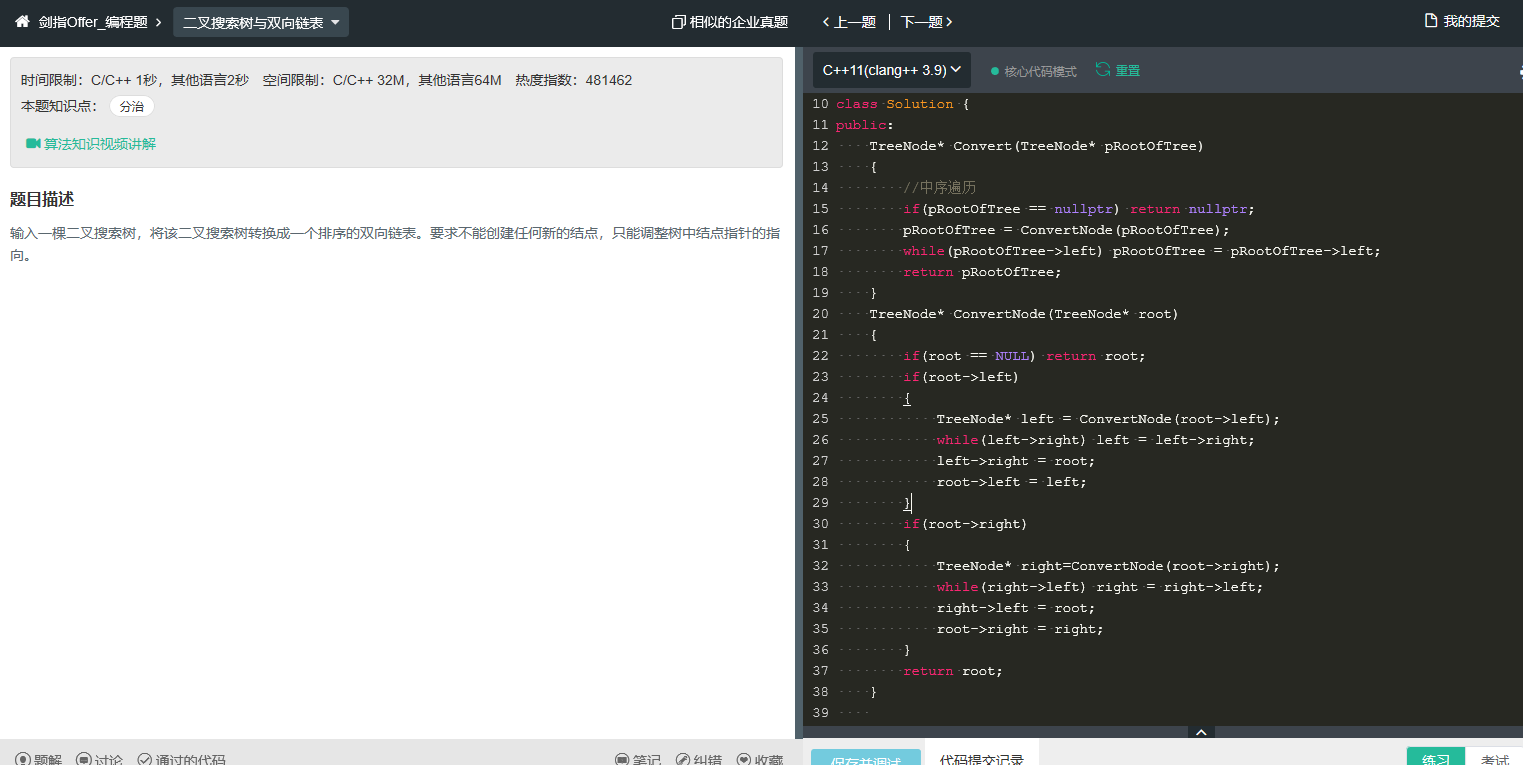 剑指Offer_编程题 二叉搜索树与双向链表 相似的企业真题 上一题 下一题 我的提交
时间限制：C/C++ 1秒，其他语言2秒 空间限制：C/C++ 32M，其他语言64M 热度指数：481462
本题知识点： 分治
算法知识视频讲解
题目描述
输入一棵二叉搜索树，将该二叉搜索树转换成一个排序的双向链表。要求不能创建任何新的结点，只能调整树中结点指针的指
向。
题解 讨论 通过的代码 笔记 纠错 收藏
C++11(clang++ 3.9) 核心代码模式 重置
10 class Solution {
11 public:
12 TreeNode* Convert(TreeNode* pRootOfTree)
13 {
14 //中序遍历
15 if(pRootOfTree == nullptr) return nullptr;
16 pRootOfTree = ConvertNode(pRootOfTree);
17 while(pRootOfTree->left) pRootOfTree = pRootOfTree->left;
18 return pRootOfTree;
19 }
20 TreeNode* ConvertNode(TreeNode* root)
21 {
22 if(root == NULL) return root;
23 if(root->left)
24 {
25 TreeNode* left = ConvertNode(root->left);
26 while(left->right) left = left->right;
27 left->right = root;
28 root->left = left;
29 }
30 if(root->right)
31 {
32 TreeNode* right=ConvertNode(root->right);
33 while(right->left) right = right->left;
34 right->left = root;
35 root->right = right;
36 }
37 return root;
38 }
39
保存并调试 代码提交记录 练习 考试